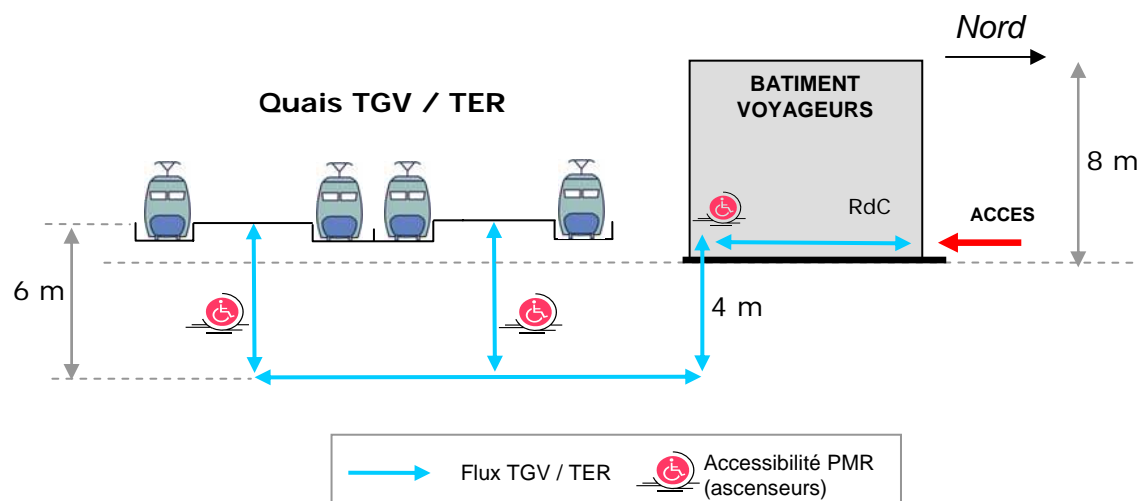 Nord
BATIMENT
VOYAGEURS
Quais TGV / TER
8 m
RdC
ACCES
6 m
4 m
Flux TGV / TER
Accessibilité PMR
(ascenseurs)